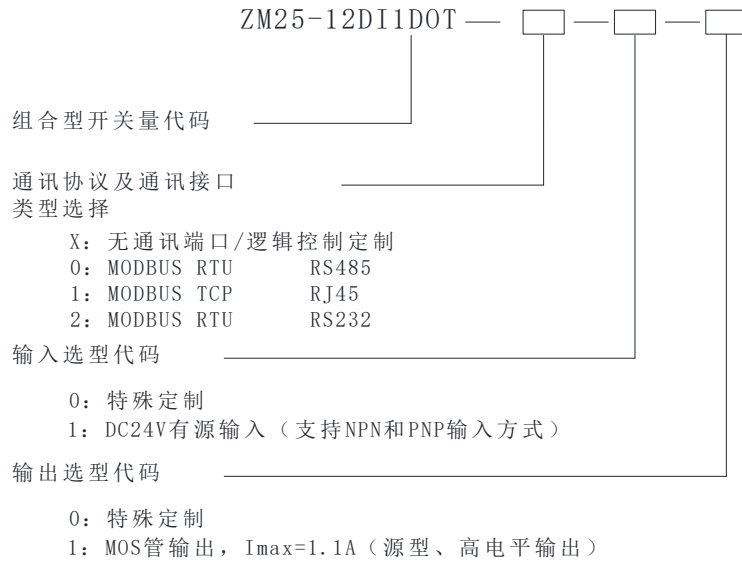 ZM25-12DI1DOT — □ — □ — □
组合型开关量代码
通讯协议及通讯接口
类型选择
X：无通讯端口/逻辑控制定制
0：MODBUS RTU RS485
1：MODBUS TCP RJ45
2：MODBUS RTU RS232
输入选型代码
0：特殊定制
1：DC24V有源输入（支持NPN和PNP输入方式）
输出选型代码
0：特殊定制
1：MOS管输出，Imax=1.1A（源型、高电平输出）